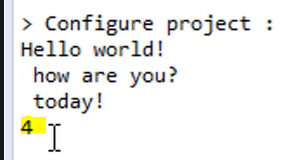 > Configure project :
Hello world!
 how are you?
 today!
4